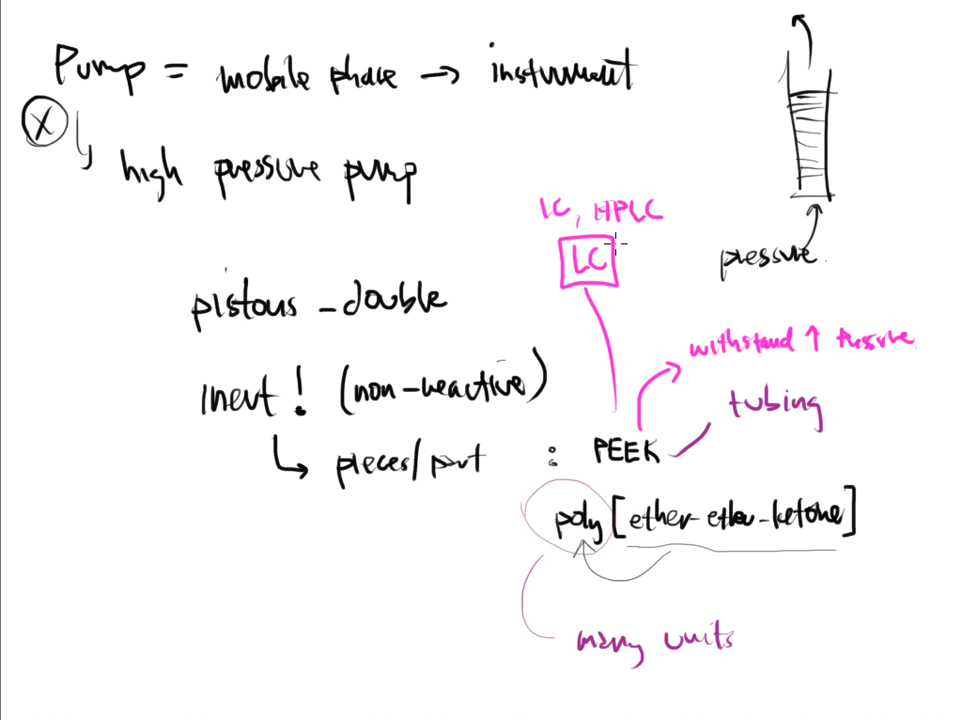 Pump = mobile phase → instrument
X
high pressure pump
LC, HPLC
LC
pressure.
pistons - double
withstand ↑ pressure
inert! (non-reactive)
tubing
pieces/part : PEEK
poly [ether-ether-ketone]
many units